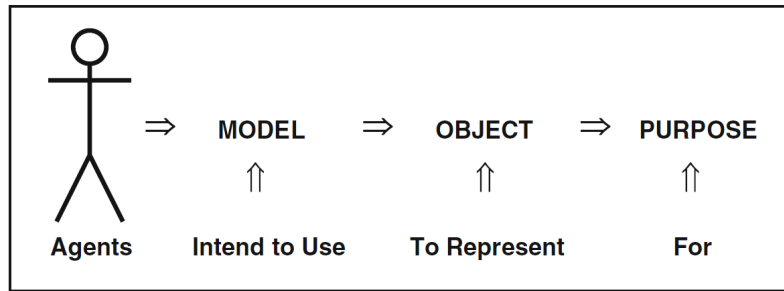 ⇒ MODEL ⇒ OBJECT ⇒ PURPOSE
⇑ ⇑ ⇑
Agents Intend to Use To Represent For